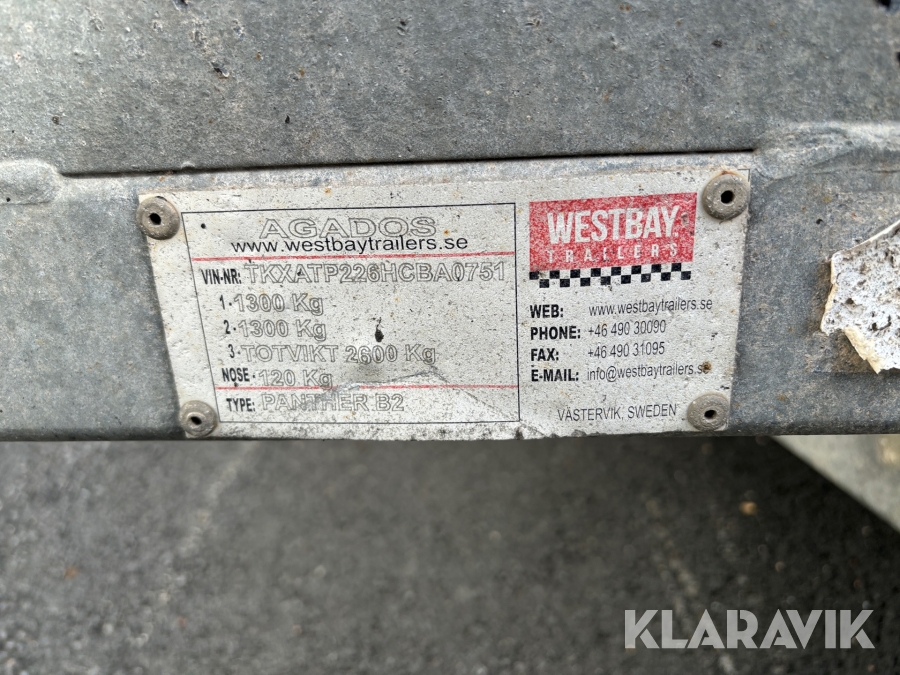 AGADOS
www.westbaytrailers.se
VIN-NR: TKXATP226HCBA0751
1. 1300 Kg
2. 1300 Kg
3. TOTVIKT 2600 Kg
NOSE: 120 Kg
TYPE: PANTHER B2
WESTBAY
TRAILERS
WEB: www.westbaytrailers.se
PHONE: +46 490 30090
FAX: +46 490 31095
E-MAIL: info@westbaytrailers.se
VÄSTERVIK, SWEDEN
KLARAVIK